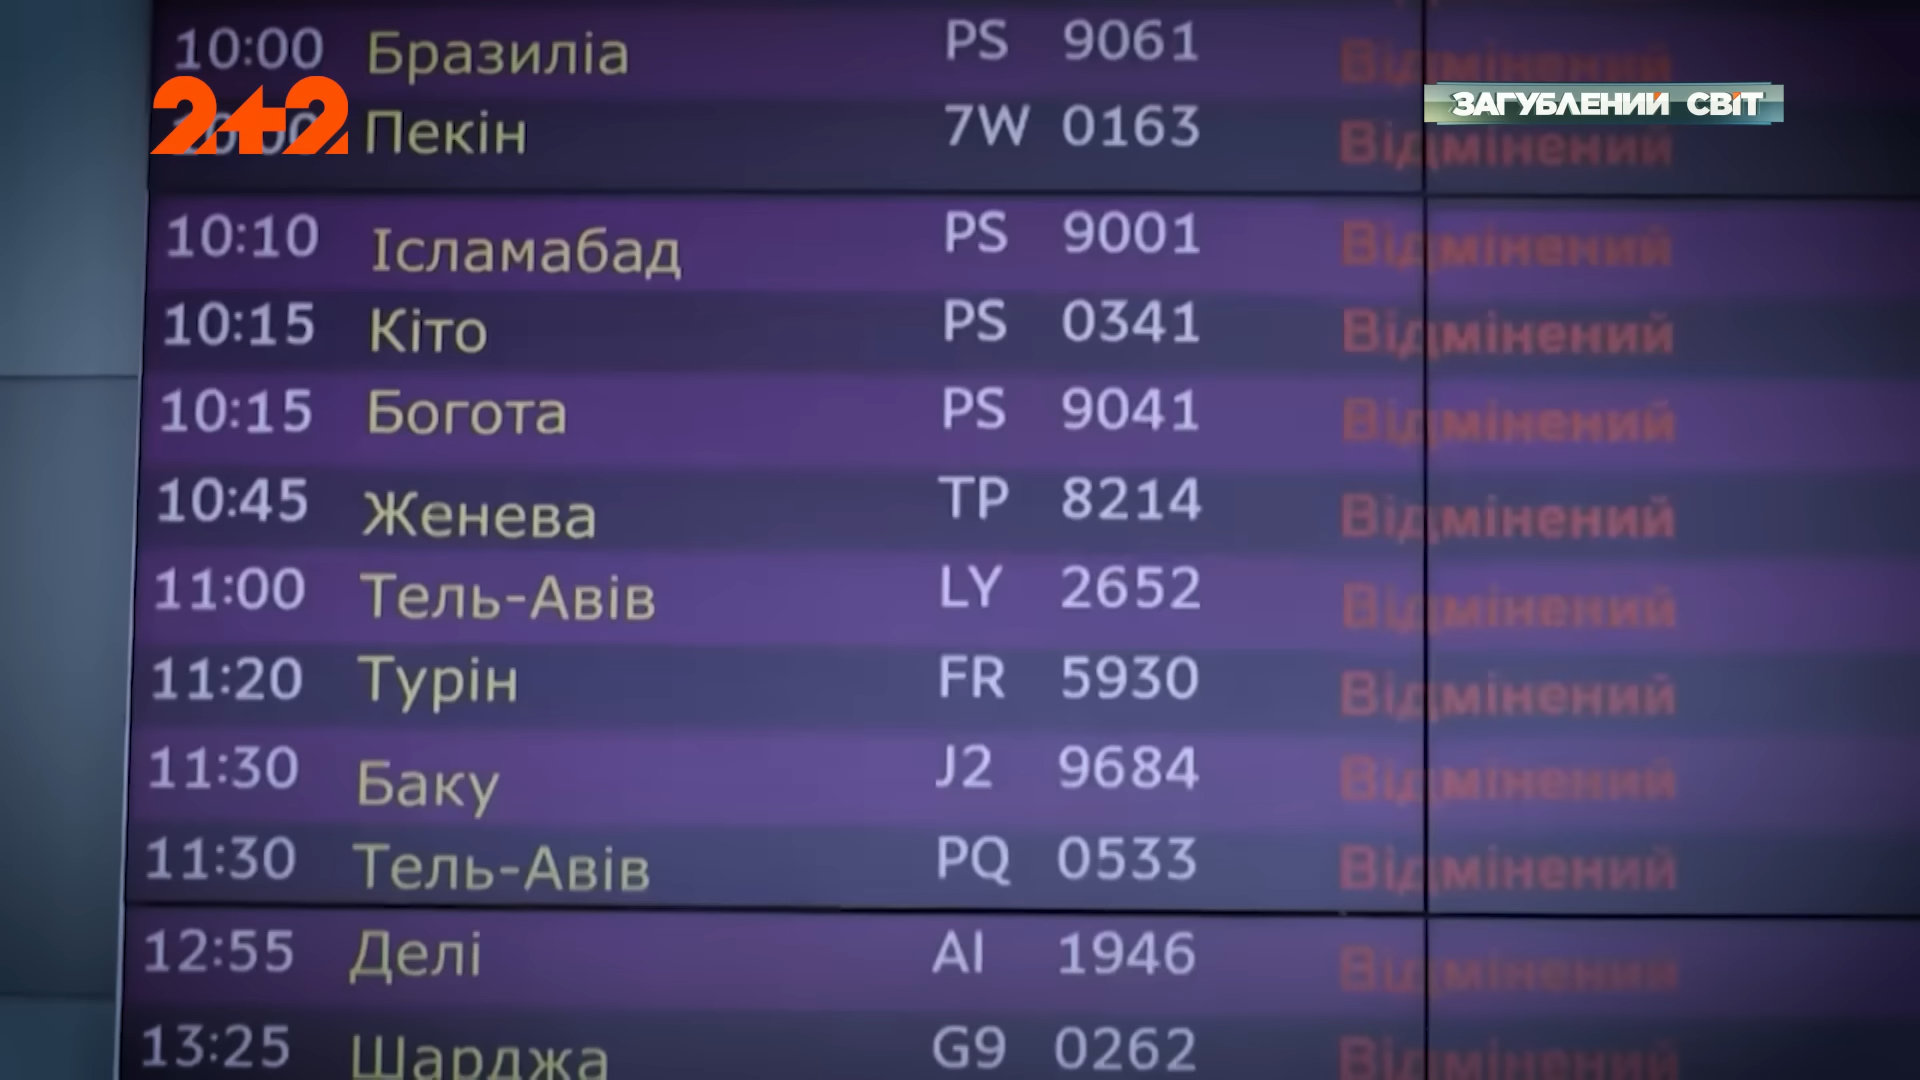 10:00 Бразиліа PS 9061 Відмінений
2+2
ЗАГУБЛЕНИЙ СВІТ
Пекін 7W 0163 Відмінений
10:10 Ісламабад PS 9001 Відмінений
10:15 Кіто PS 0341 Відмінений
10:15 Богота PS 9041 Відмінений
10:45 Женева TP 8214 Відмінений
11:00 Тель-Авів LY 2652 Відмінений
11:20 Турін FR 5930 Відмінений
11:30 Баку J2 9684 Відмінений
11:30 Тель-Авів PQ 0533 Відмінений
12:55 Делі AI 1946 Відмінений
13:25 Шарджа G9 0262 Відмінений